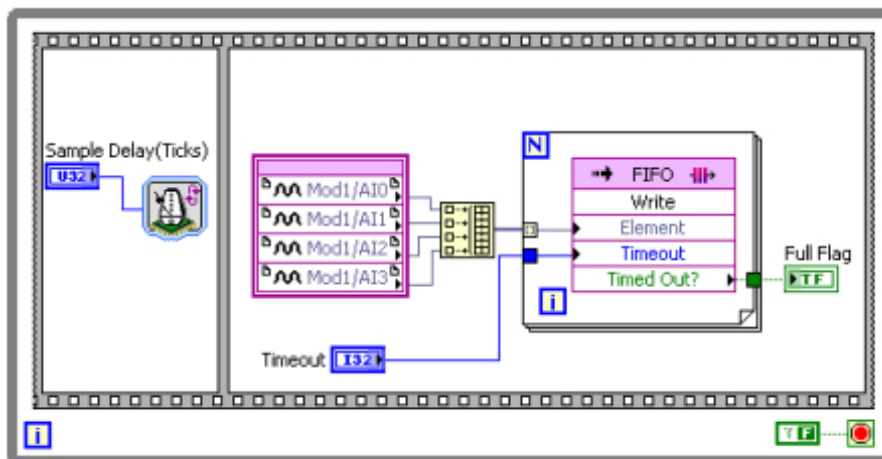 Sample Delay(Ticks)
U32
Mod1/AI0
Mod1/AI1
Mod1/AI2
Mod1/AI3
Timeout
I32
N
FIFO
Write
Element
Timeout
Timed Out?
i
Full Flag
TF
i
TF